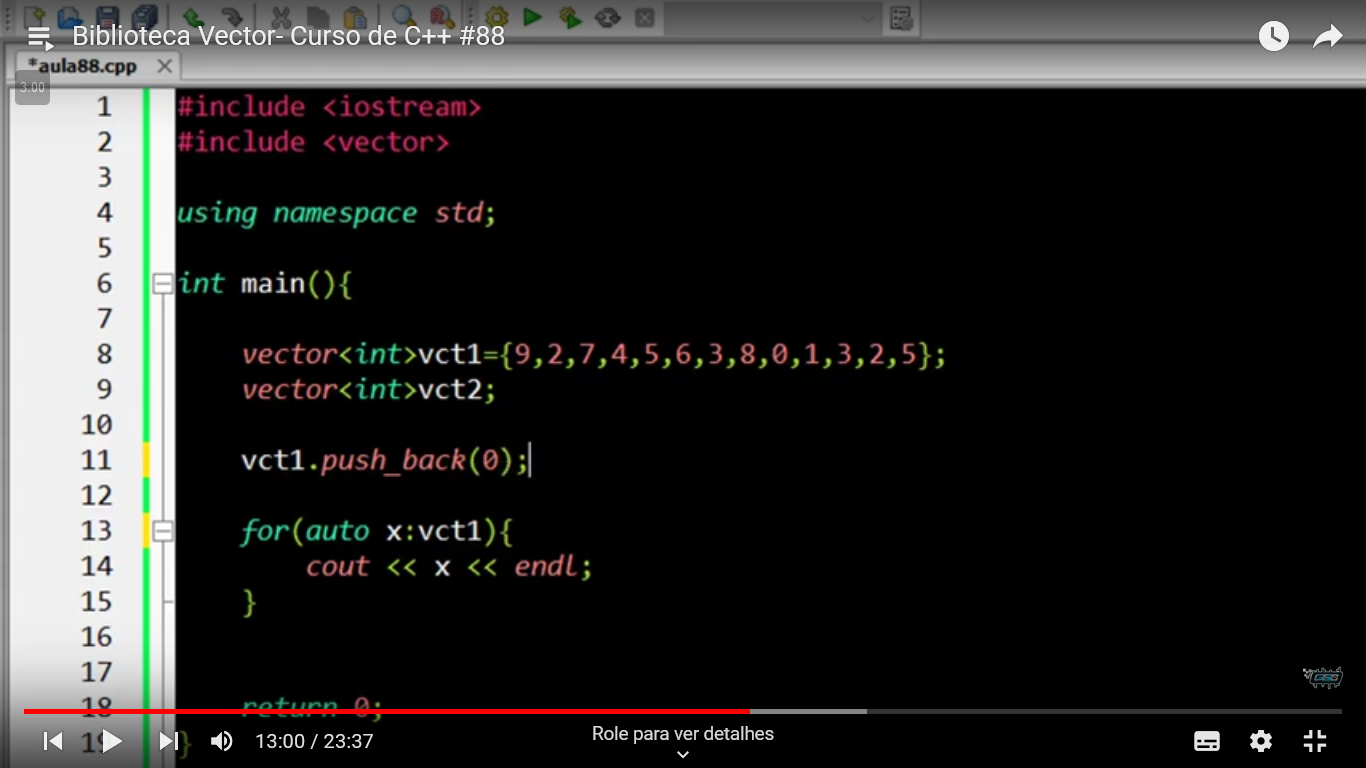 Biblioteca Vector- Curso de C++ #88
*aula88.cpp
3.00
1 #include <iostream>
2 #include <vector>
3
4 using namespace std;
5
6 int main(){
7
8 vector<int>vct1={9,2,7,4,5,6,3,8,0,1,3,2,5};
9 vector<int>vct2;
10
11 vct1.push_back(0);
12
13 for(auto x:vct1){
14 cout << x << endl;
15 }
16
17
18 return 0;
19 }
13:00 / 23:37
Role para ver detalhes